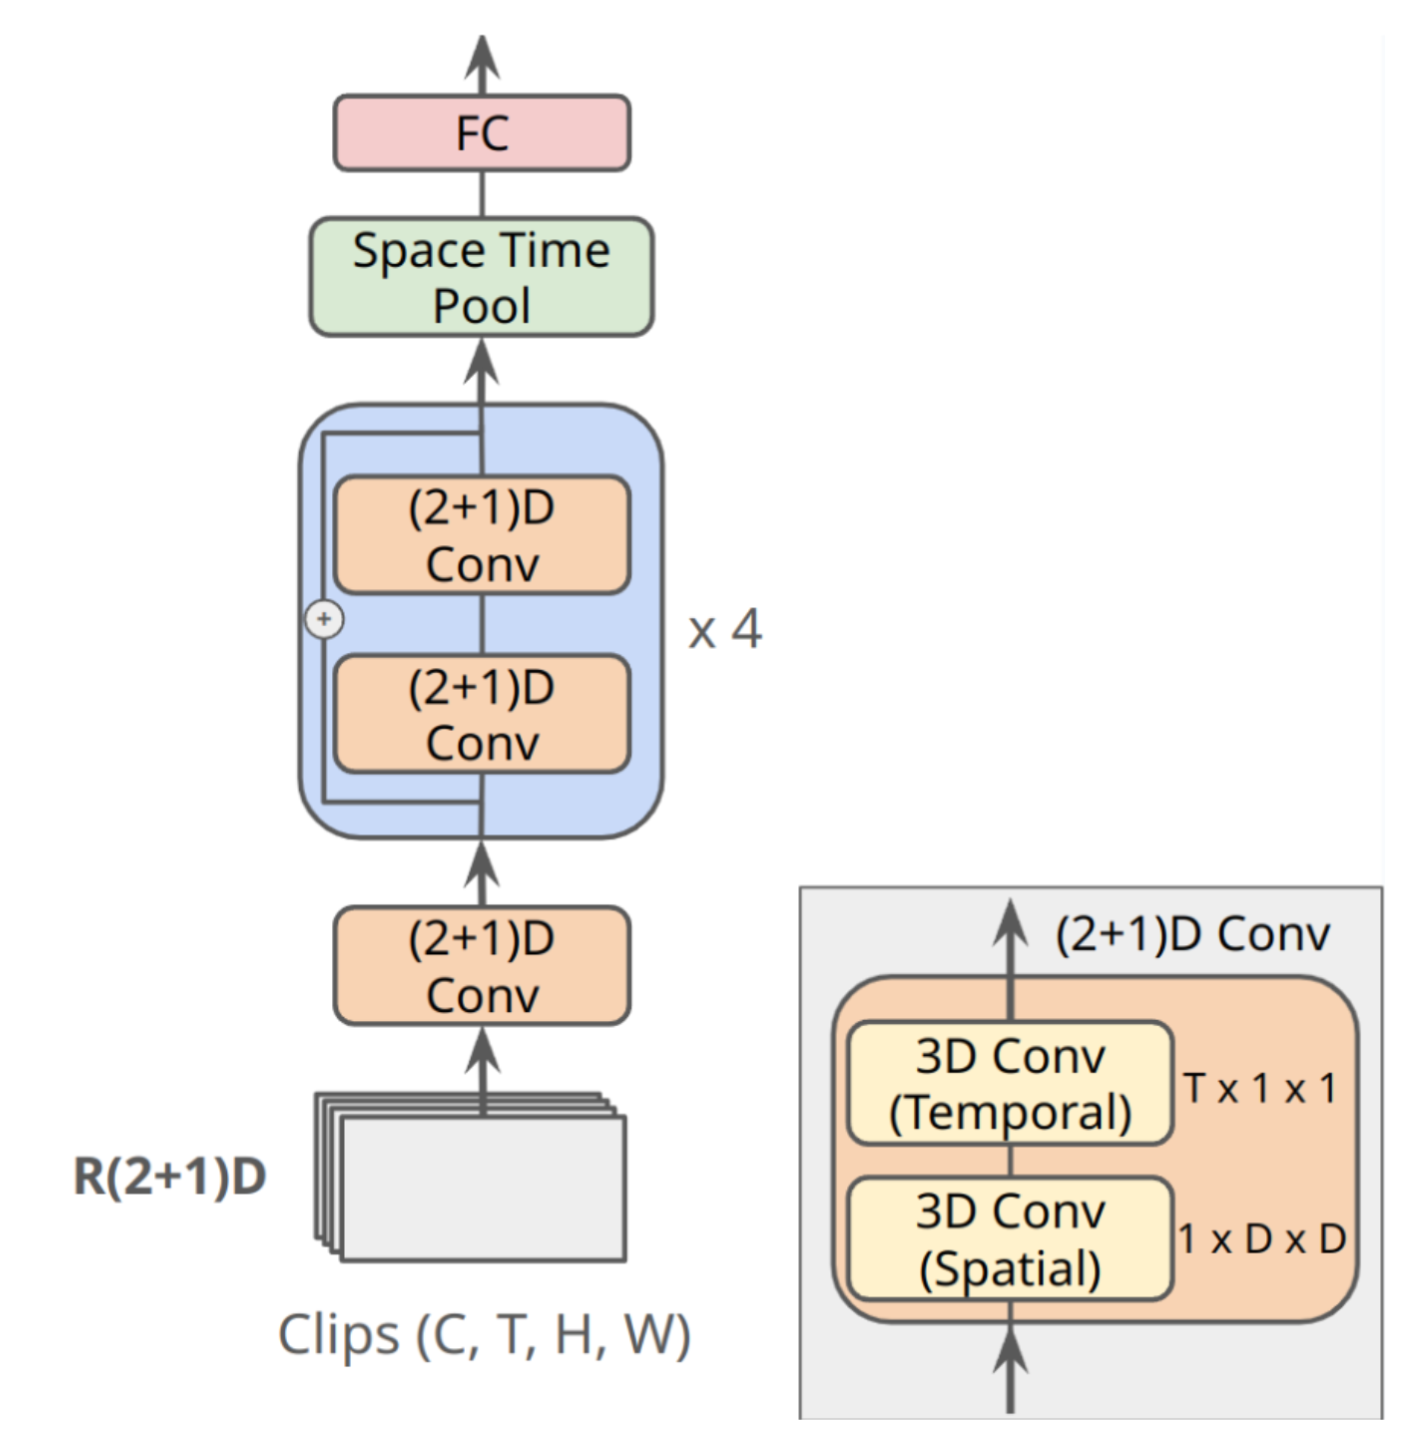 FC
Space Time
Pool
(2+1)D
Conv
+
(2+1)D
Conv
x 4
(2+1)D
Conv
R(2+1)D
Clips (C, T, H, W)
(2+1)D Conv
3D Conv
(Temporal)
T x 1 x 1
3D Conv
(Spatial)
1 x D x D